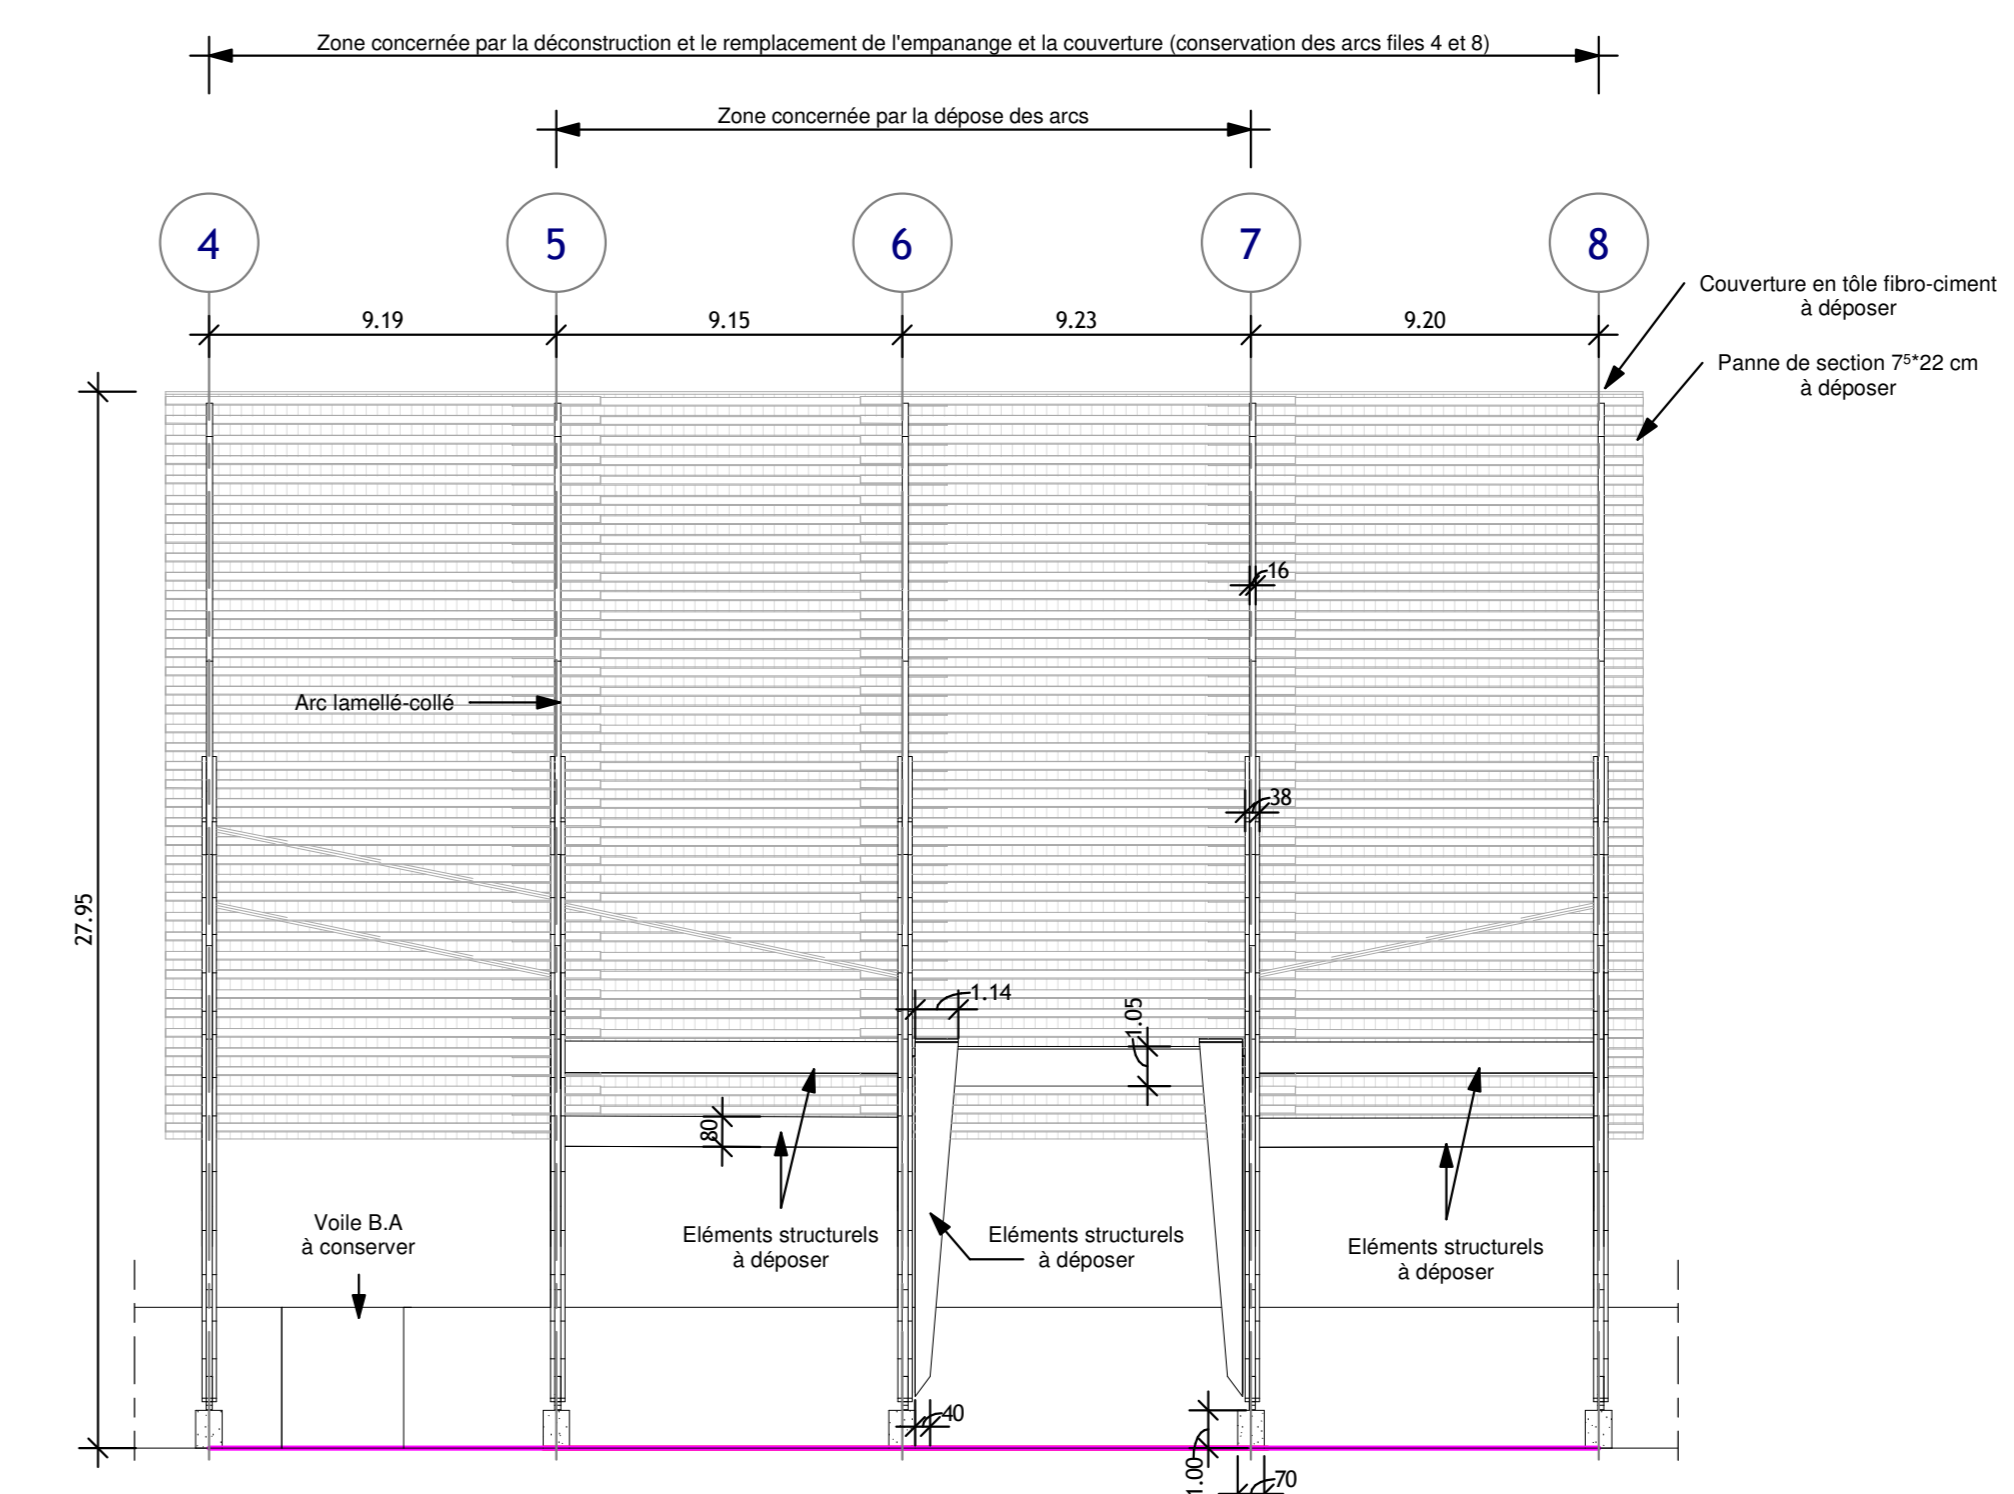 Zone concernée par la déconstruction et le remplacement de l'empanange et la couverture (conservation des arcs files 4 et 8)
Zone concernée par la dépose des arcs
4
5
6
7
8
Couverture en tôle fibro-ciment
à déposer
9.19
9.15
9.23
9.20
Panne de section 7⁵*22 cm
à déposer
16
Arc lamellé-collé
38
27.95
1.14
1.05
80
Voile B.A
à conserver
Eléments structurels
à déposer
Eléments structurels
à déposer
Eléments structurels
à déposer
40
1.00
70